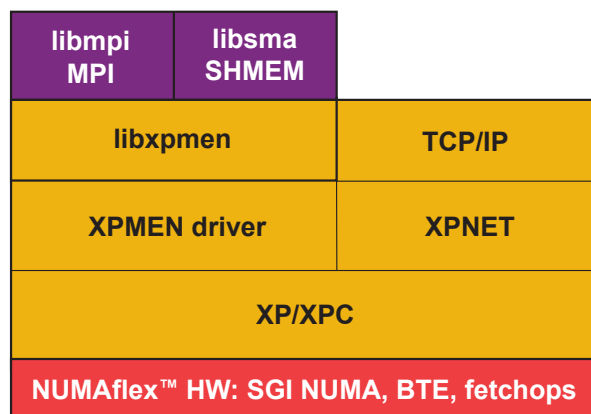 libmpi
MPI
libsma
SHMEM
libxpmen
TCP/IP
XPMEN driver
XPNET
XP/XPC
NUMAflex™ HW: SGI NUMA, BTE, fetchops